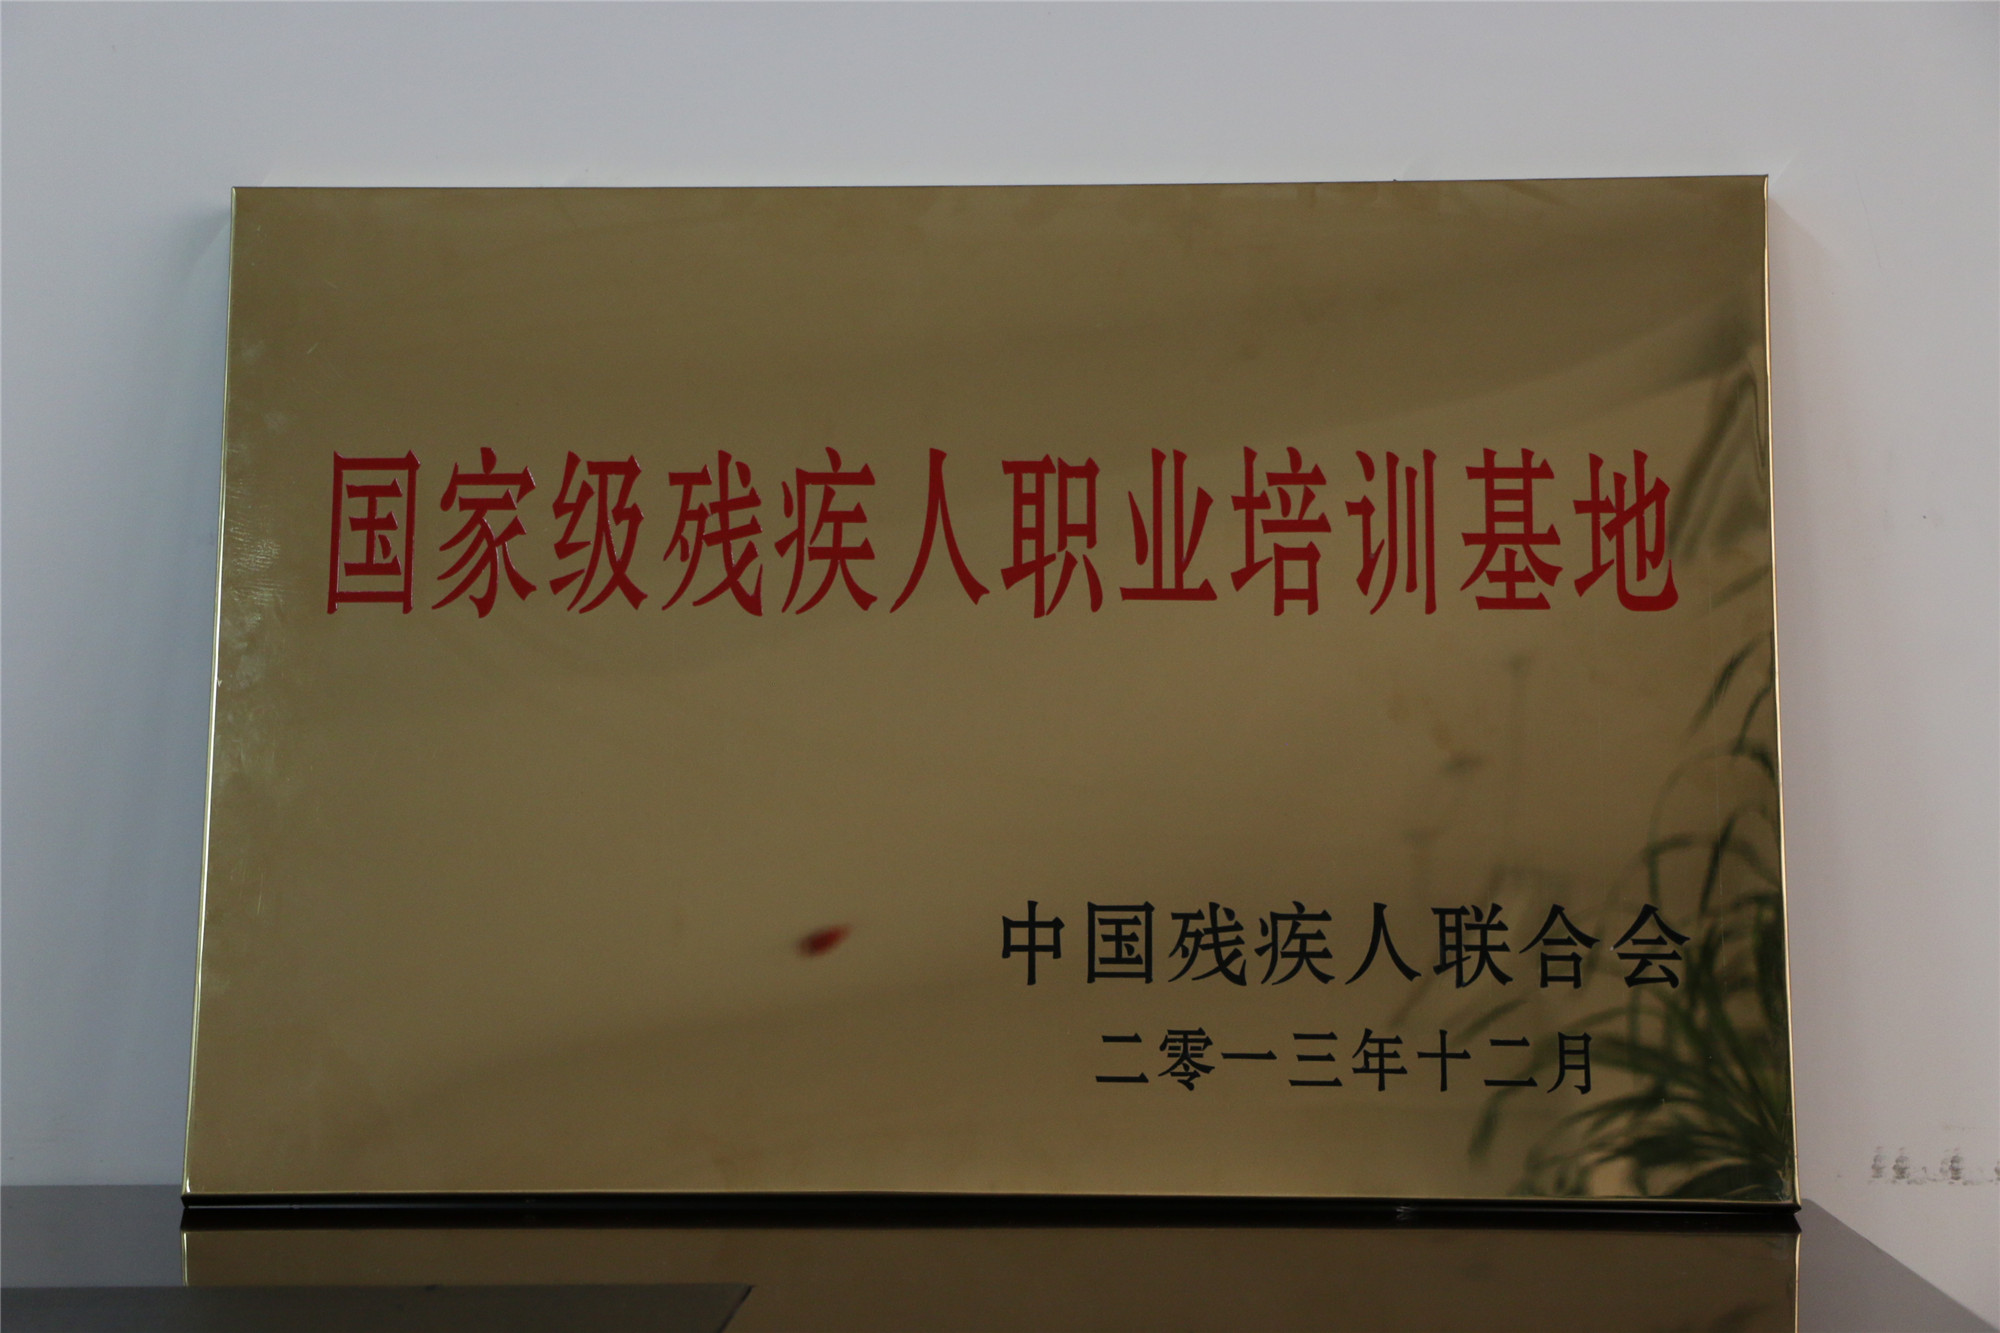 国家级残疾人职业培训基地
中国残疾人联合会
二零一三年十二月